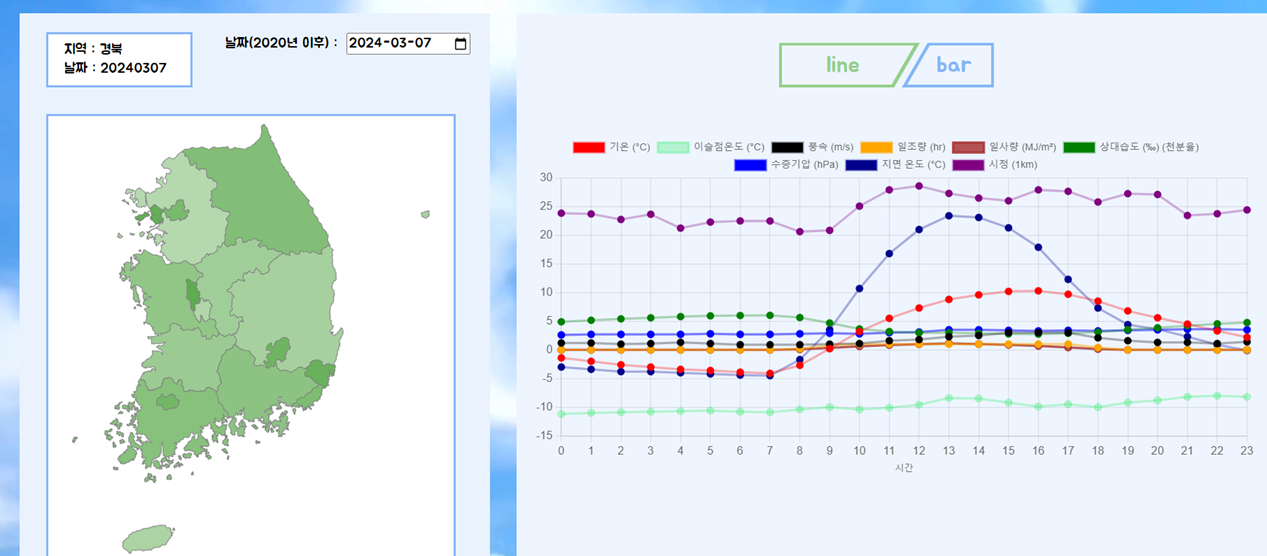 지역 : 경북
날짜 : 20240307
날짜(2020년 이후) : 2024-03-07
line
bar
기온 (°C) 이슬점온도 (°C) 풍속 (m/s) 일조량 (hr) 일사량 (MJ/m²) 상대습도 (‰) (천분율)
수증기압 (hPa) 지면 온도 (°C) 시정 (1km)
30
25
20
15
10
5
0
-5
-10
-15
0 1 2 3 4 5 6 7 8 9 10 11 12 13 14 15 16 17 18 19 20 21 22 23
시간